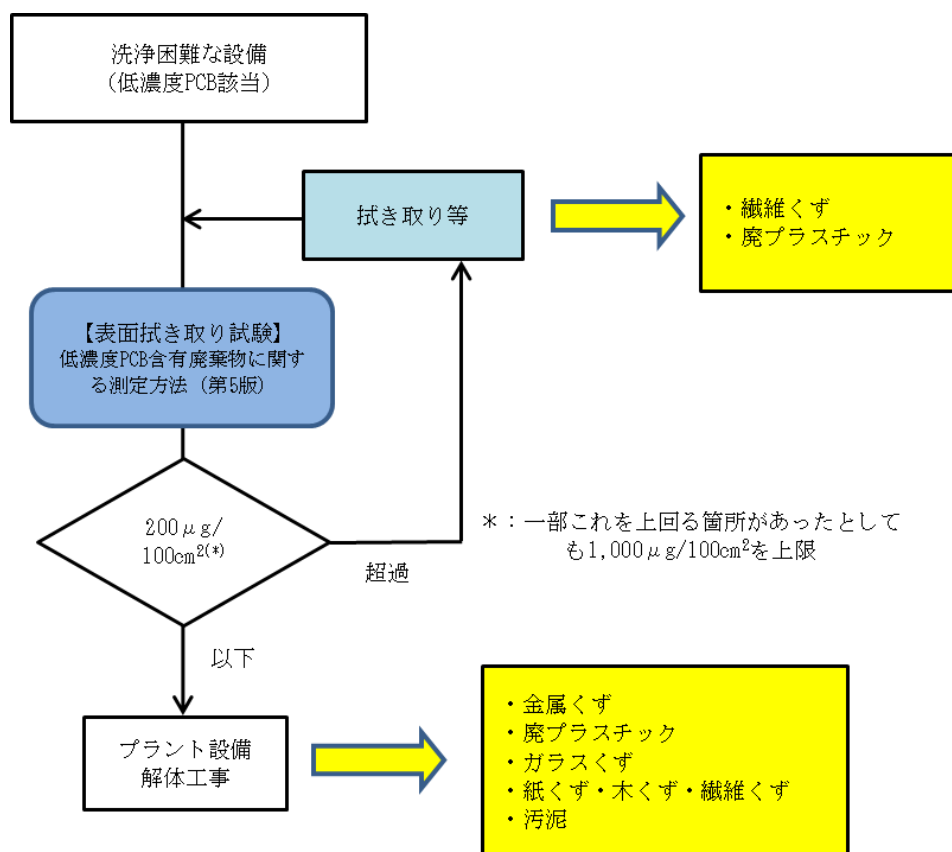 洗浄困難な設備
（低濃度PCB該当）
拭き取り等
・繊維くず
・廃プラスチック
【表面拭き取り試験】
低濃度PCB含有廃棄物に関す
る測定方法（第5版）
200μg/
100cm²⁽*⁾
超過
＊：一部これを上回る箇所があったとして
も1,000μg/100cm²を上限
以下
プラント設備
解体工事
・金属くず
・廃プラスチック
・ガラスくず
・紙くず・木くず・繊維くず
・汚泥